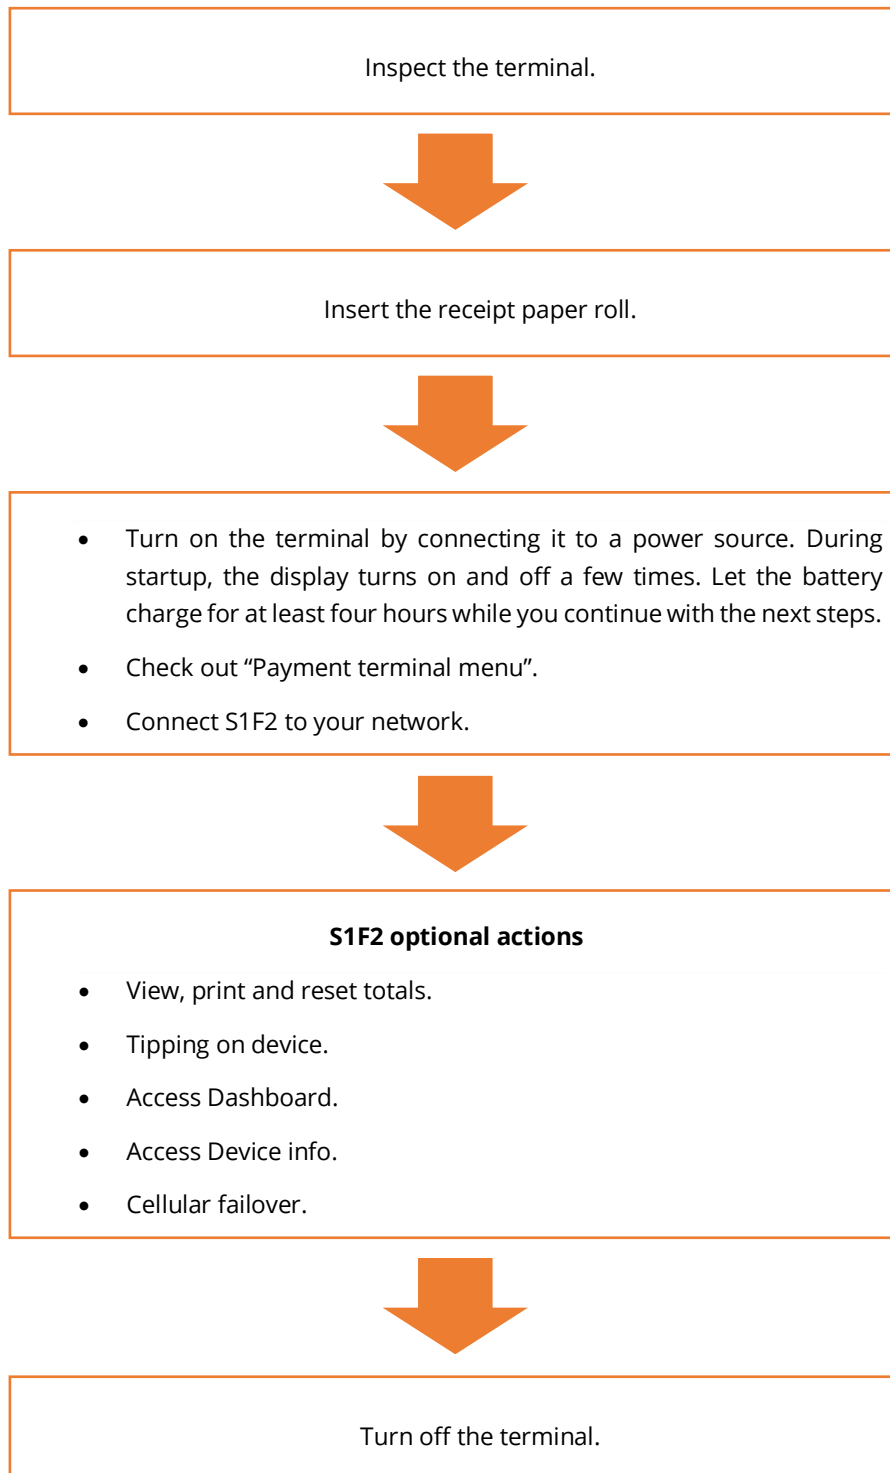 Inspect the terminal.
Insert the receipt paper roll.
• Turn on the terminal by connecting it to a power source. During
startup, the display turns on and off a few times. Let the battery
charge for at least four hours while you continue with the next steps.
• Check out “Payment terminal menu”.
• Connect S1F2 to your network.
S1F2 optional actions
• View, print and reset totals.
• Tipping on device.
• Access Dashboard.
• Access Device info.
• Cellular failover.
Turn off the terminal.